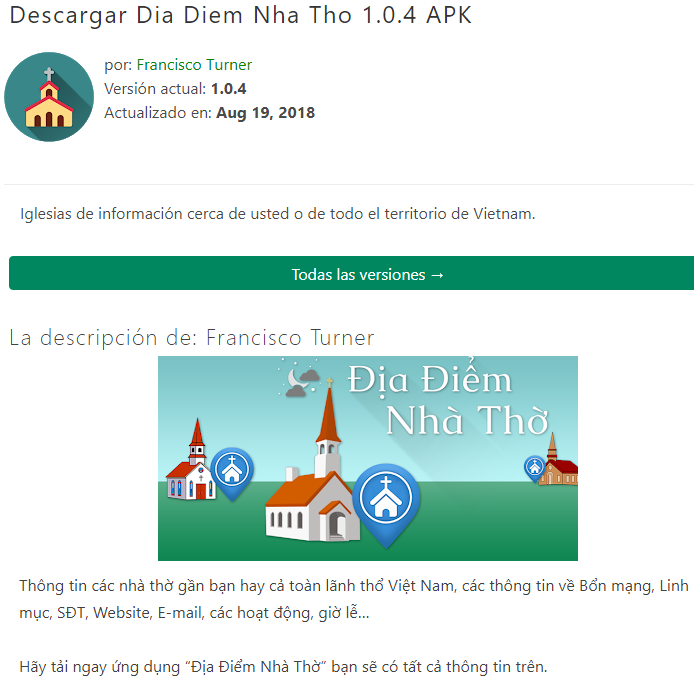 Descargar Dia Diem Nha Tho 1.0.4 APK
por: Francisco Turner
Versión actual: 1.0.4
Actualizado en: Aug 19, 2018
Iglesias de información cerca de usted o de todo el territorio de Vietnam.
Todas las versiones →
La descripción de: Francisco Turner
Địa Điểm
Nhà Thờ
Thông tin các nhà thờ gần bạn hay cả toàn lãnh thổ Việt Nam, các thông tin về Bổn mạng, Linh
mục, SĐT, Website, E-mail, các hoạt động, giờ lễ...
Hãy tải ngay ứng dụng “Địa Điểm Nhà Thờ” bạn sẽ có tất cả thông tin trên.